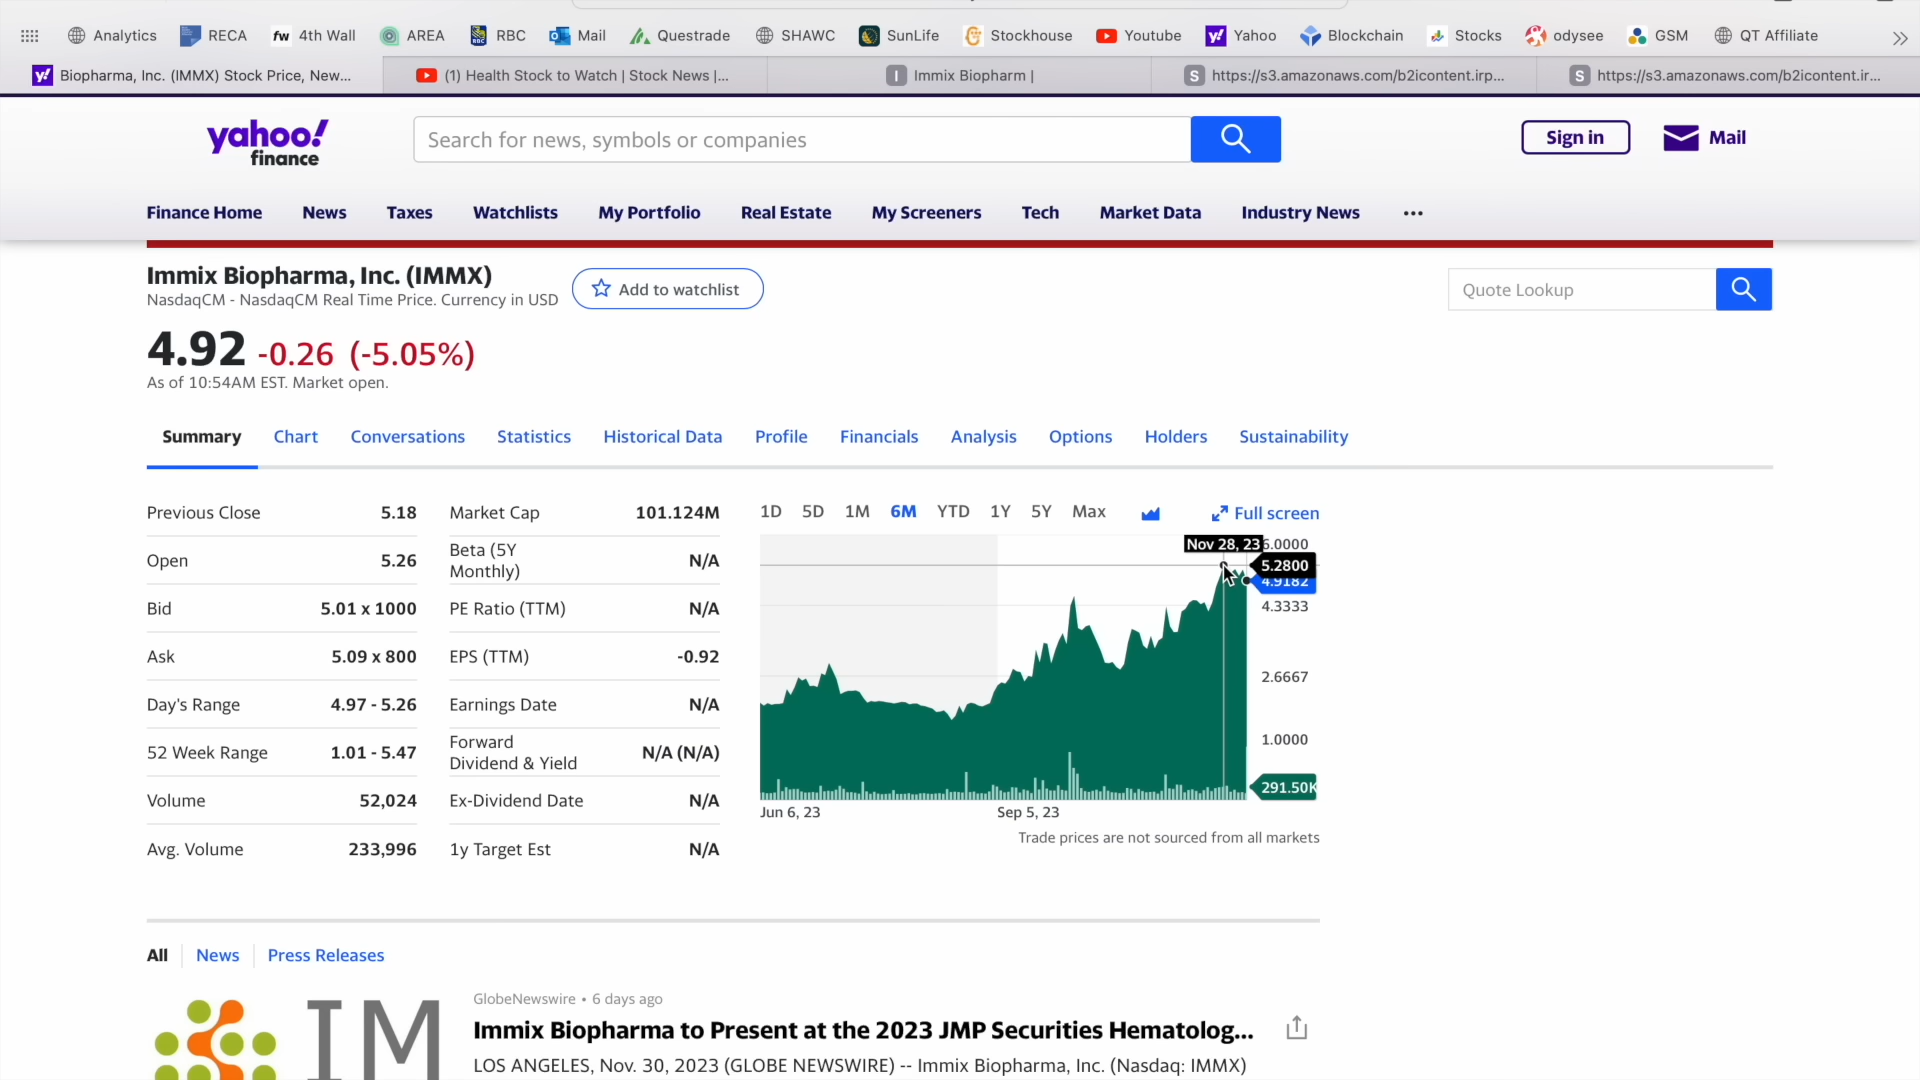 Analytics RECA fw 4th Wall AREA RBC Mail Questrade SHAWC SunLife Stockhouse Youtube Yahoo Blockchain Stocks odysee GSM QT Affiliate
Biopharma, Inc. (IMMX) Stock Price, New... (1) Health Stock to Watch | Stock News |... I Immix Biopharm | S https://s3.amazonaws.com/b2icontent.irp... S https://s3.amazonaws.com/b2icontent.ir...
yahoo!
finance
Search for news, symbols or companies
Sign in
Mail
Finance Home News Taxes Watchlists My Portfolio Real Estate My Screeners Tech Market Data Industry News ...
Immix Biopharma, Inc. (IMMX)
NasdaqCM - NasdaqCM Real Time Price. Currency in USD
Add to watchlist
Quote Lookup
4.92 -0.26 (-5.05%)
As of 10:54AM EST. Market open.
Summary Chart Conversations Statistics Historical Data Profile Financials Analysis Options Holders Sustainability
Previous Close 5.18
Open 5.26
Bid 5.01 x 1000
Ask 5.09 x 800
Day's Range 4.97 - 5.26
52 Week Range 1.01 - 5.47
Volume 52,024
Avg. Volume 233,996
Market Cap 101.124M
Beta (5Y
Monthly) N/A
PE Ratio (TTM) N/A
EPS (TTM) -0.92
Earnings Date N/A
Forward
Dividend & Yield N/A (N/A)
Ex-Dividend Date N/A
1y Target Est N/A
1D 5D 1M 6M YTD 1Y 5Y Max
Full screen
Nov 28, 23
6.0000
5.2800
4.9182
4.3333
2.6667
1.0000
291.50K
Jun 6, 23 Sep 5, 23
Trade prices are not sourced from all markets
All News Press Releases
IM
GlobeNewswire • 6 days ago
Immix Biopharma to Present at the 2023 JMP Securities Hematolog...
LOS ANGELES, Nov. 30, 2023 (GLOBE NEWSWIRE) -- Immix Biopharma, Inc. (Nasdaq: IMMX)